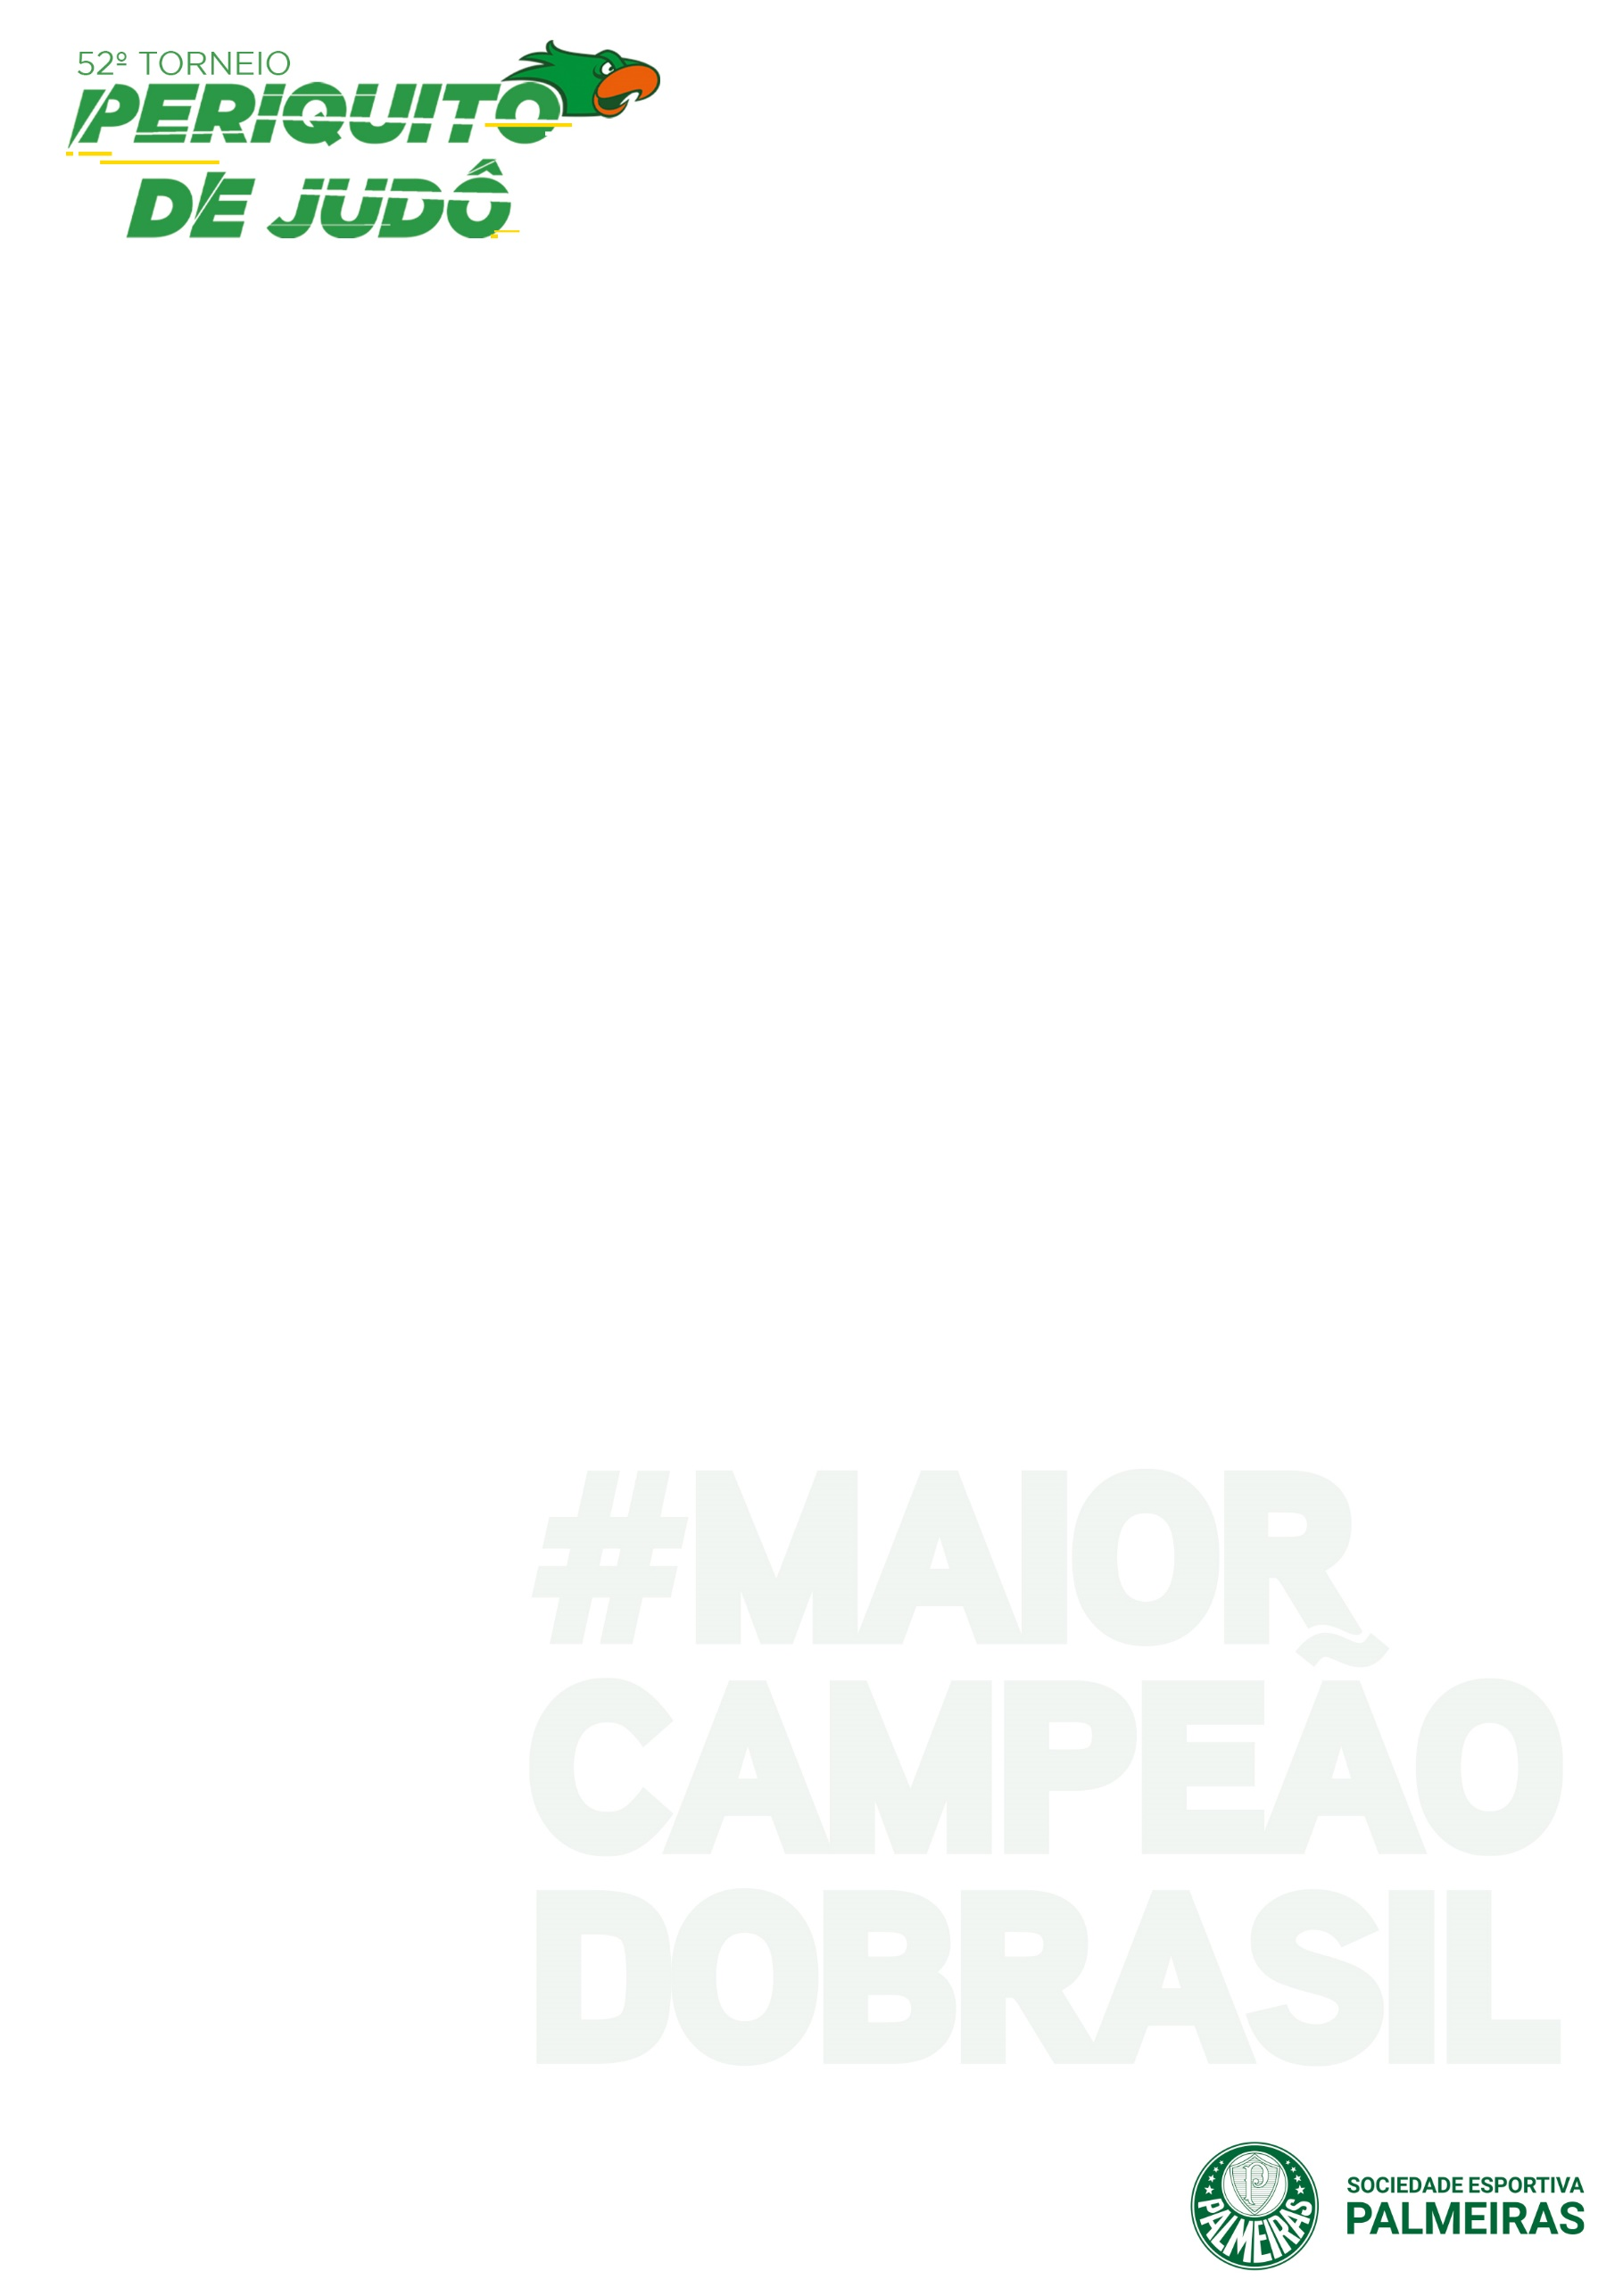 52º TORNEIO
PERIQUITO
DE JUDÔ
#MAIOR
CAMPEÃO
DOBRASIL
P
PALMEIRAS
SOCIEDADE ESPORTIVA
PALMEIRAS